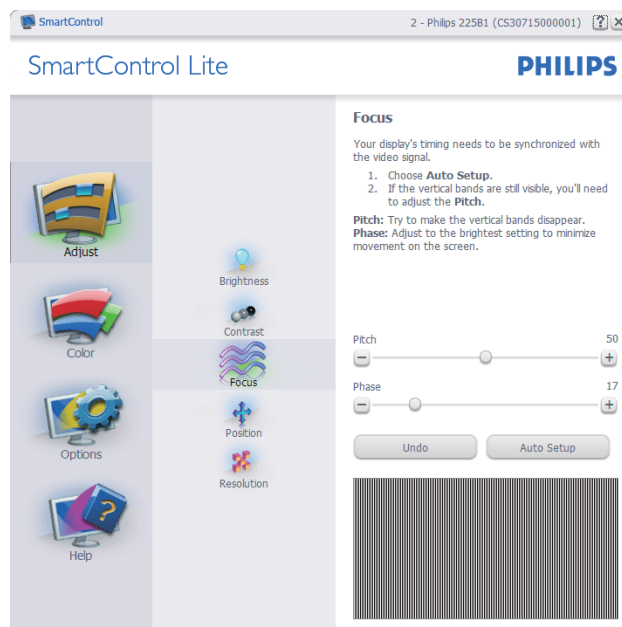 SmartControl
2 - Philips 225B1 (CS30715000001)
?
SmartControl Lite
PHILIPS
Adjust
Color
Options
Help
Brightness
Contrast
Focus
Position
Resolution
Focus
Your display's timing needs to be synchronized with
the video signal.
1. Choose Auto Setup.
2. If the vertical bands are still visible, you'll need
to adjust the Pitch.
Pitch: Try to make the vertical bands disappear.
Phase: Adjust to the brightest setting to minimize
movement on the screen.
Pitch 50
Phase 17
Undo
Auto Setup